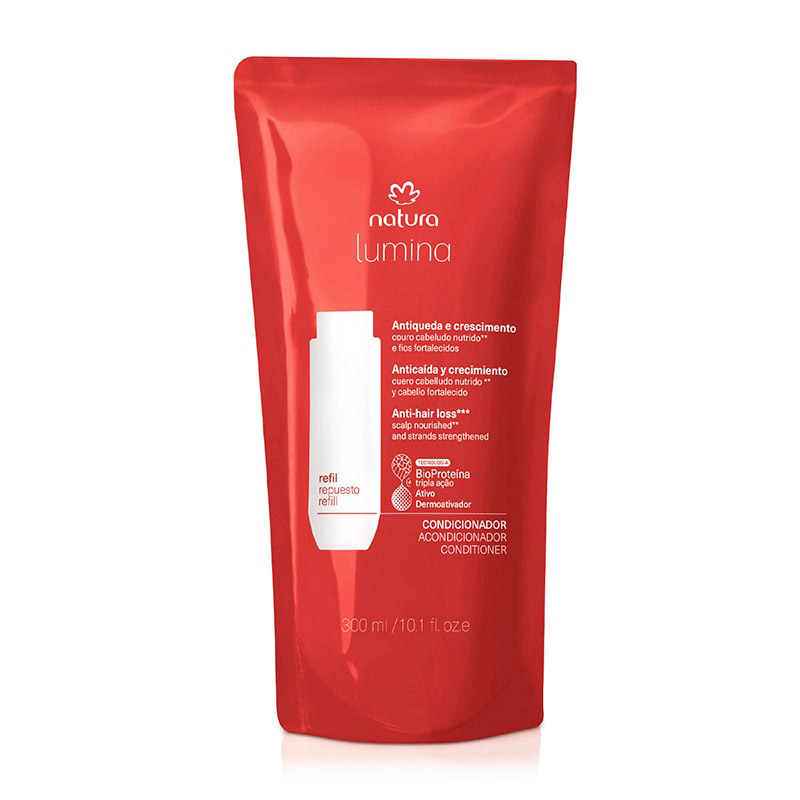 natura
lumina
Antiqueda e crescimento
couro cabeludo nutrido**
e fios fortalecidos
Anticaída y crecimiento
cuero cabelludo nutrido **
y cabello fortalecido
Anti-hair loss***
scalp nourished**
and strands strengthened
refil
repuesto
refill
TECNOLOGIA
BioProteína
tripla ação
+ Ativo
Dermoativador
CONDICIONADOR
ACONDICIONADOR
CONDITIONER
300 ml /10.1 fl. oz.e